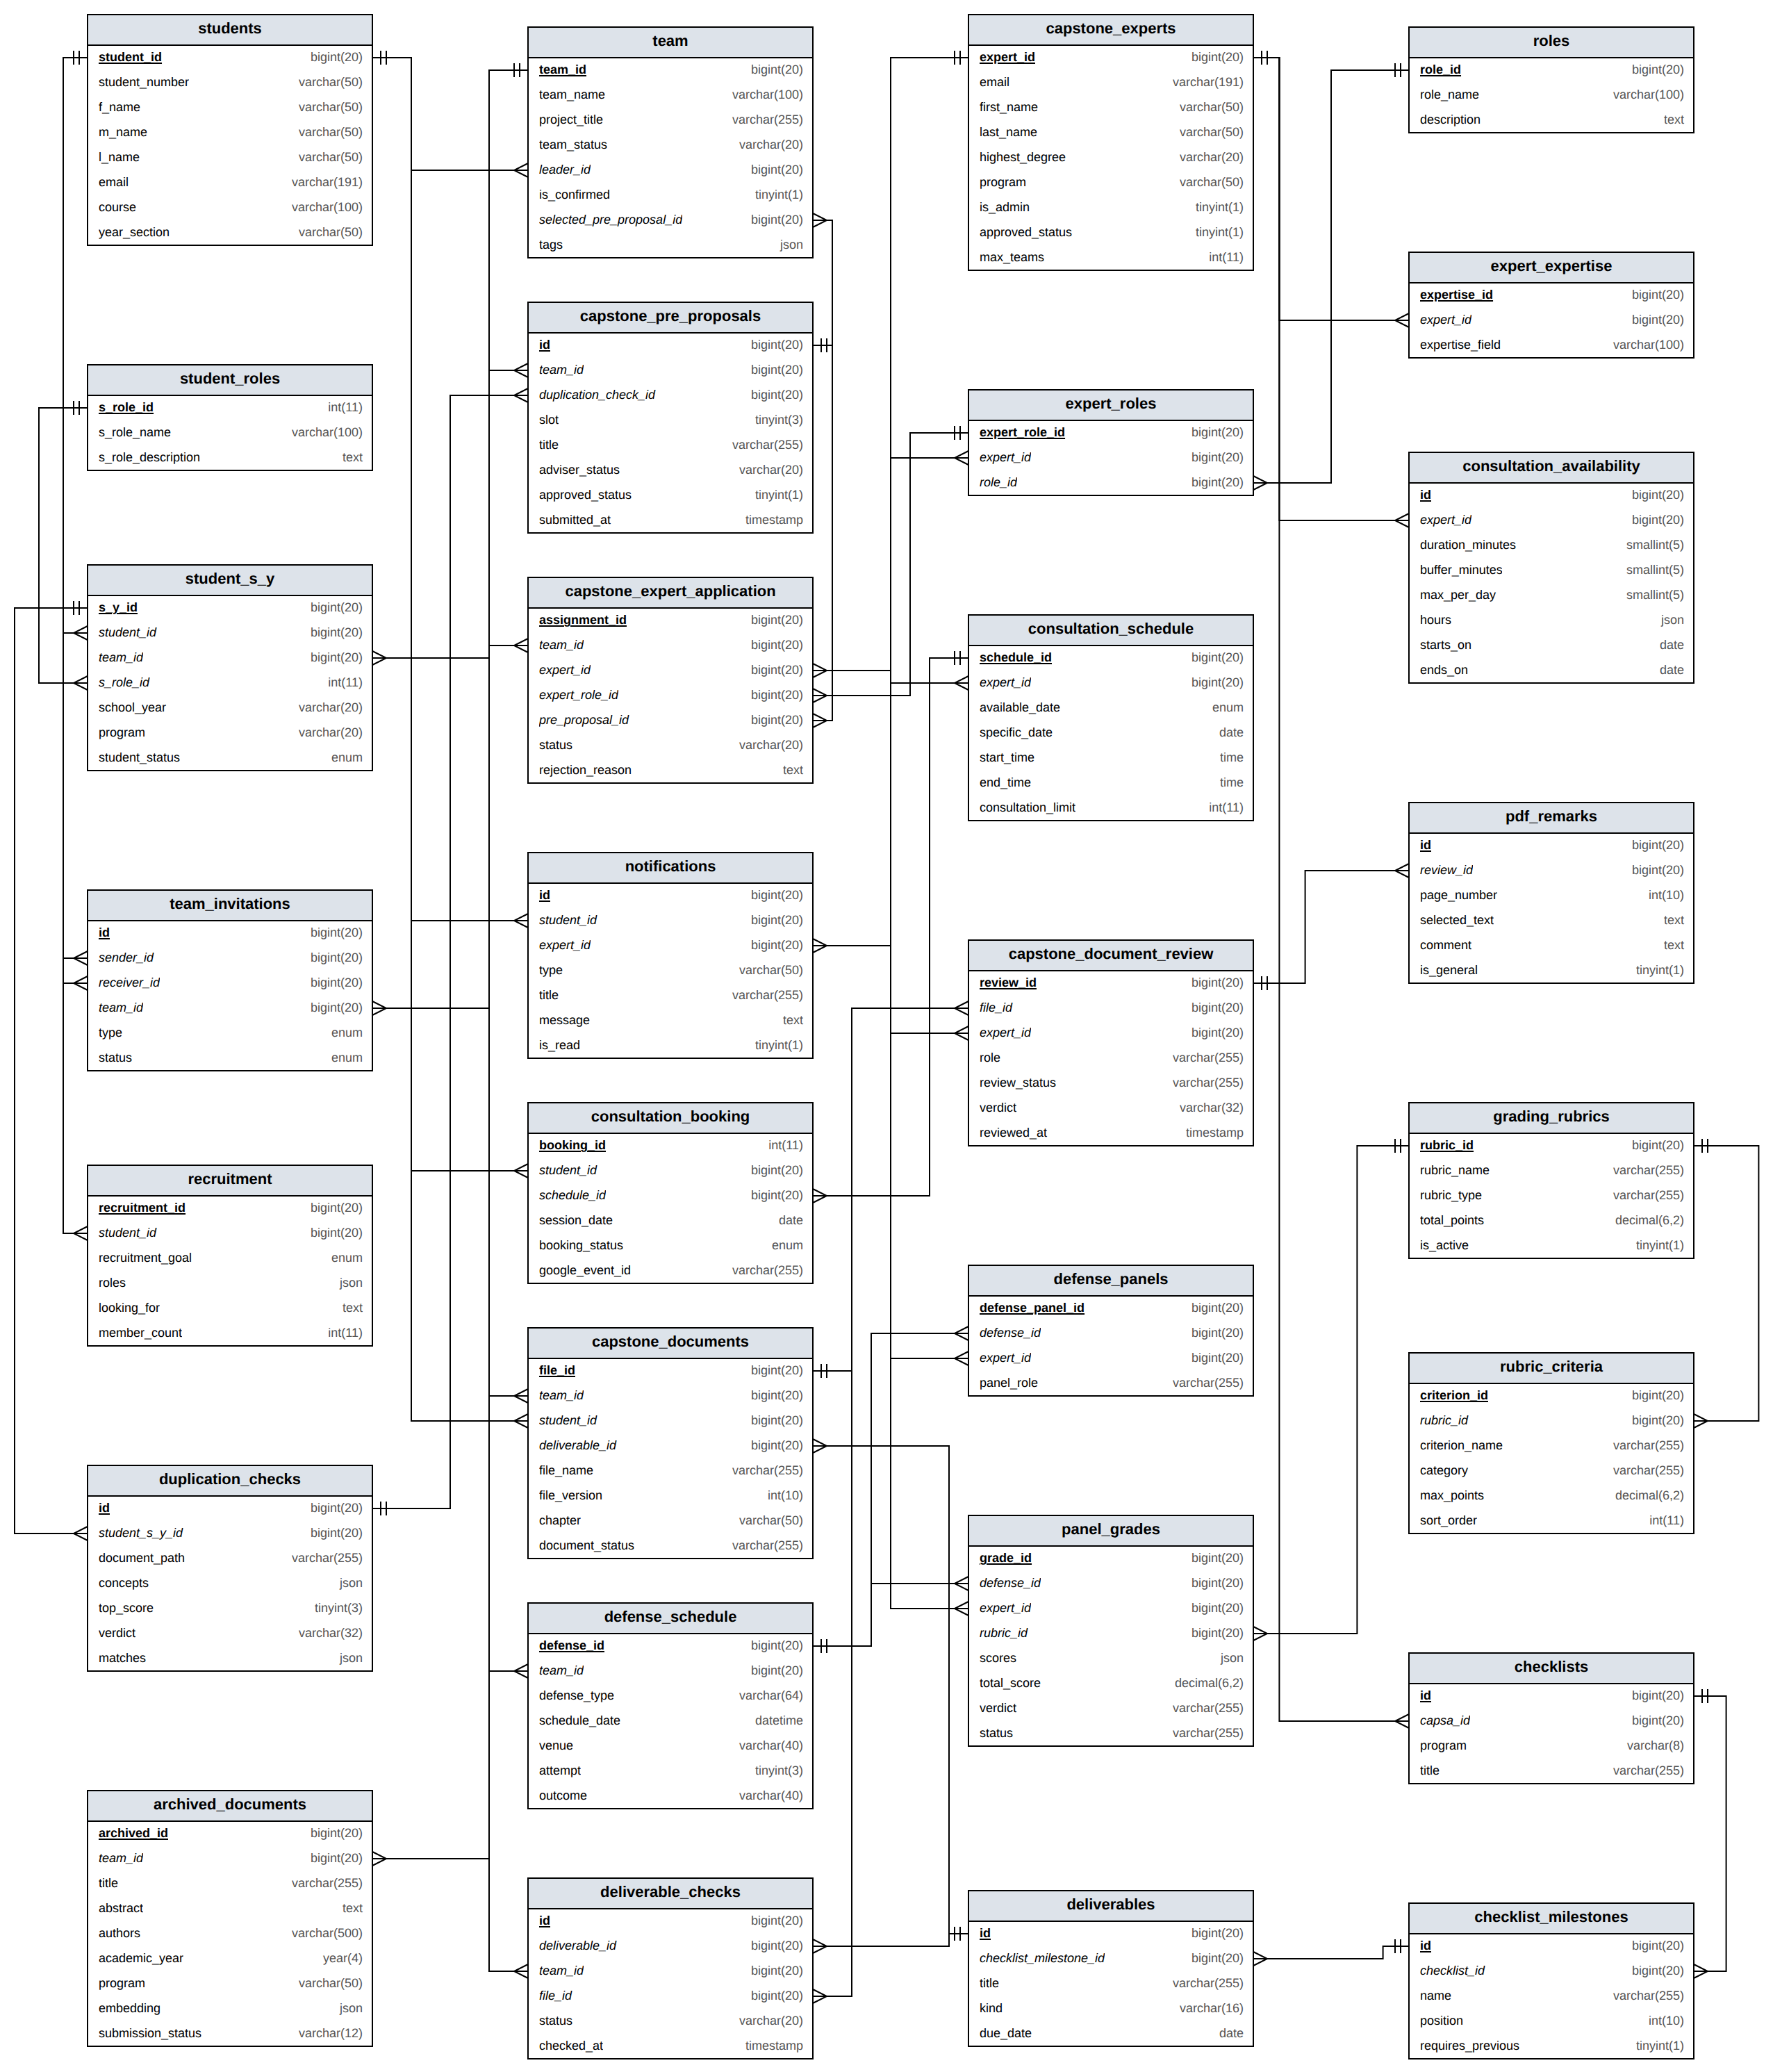 students
student_id bigint(20)
student_number varchar(50)
f_name varchar(50)
m_name varchar(50)
l_name varchar(50)
email varchar(191)
course varchar(100)
year_section varchar(50)
student_roles
s_role_id int(11)
s_role_name varchar(100)
s_role_description text
student_s_y
s_y_id bigint(20)
student_id bigint(20)
team_id bigint(20)
s_role_id int(11)
school_year varchar(20)
program varchar(20)
student_status enum
team_invitations
id bigint(20)
sender_id bigint(20)
receiver_id bigint(20)
team_id bigint(20)
type enum
status enum
recruitment
recruitment_id bigint(20)
student_id bigint(20)
recruitment_goal enum
roles json
looking_for text
member_count int(11)
duplication_checks
id bigint(20)
student_s_y_id bigint(20)
document_path varchar(255)
concepts json
top_score tinyint(3)
verdict varchar(32)
matches json
archived_documents
archived_id bigint(20)
team_id bigint(20)
title varchar(255)
abstract text
authors varchar(500)
academic_year year(4)
program varchar(50)
embedding json
submission_status varchar(12)
team
team_id bigint(20)
team_name varchar(100)
project_title varchar(255)
team_status varchar(20)
leader_id bigint(20)
is_confirmed tinyint(1)
selected_pre_proposal_id bigint(20)
tags json
capstone_pre_proposals
id bigint(20)
team_id bigint(20)
duplication_check_id bigint(20)
slot tinyint(3)
title varchar(255)
adviser_status varchar(20)
approved_status tinyint(1)
submitted_at timestamp
capstone_expert_application
assignment_id bigint(20)
team_id bigint(20)
expert_id bigint(20)
expert_role_id bigint(20)
pre_proposal_id bigint(20)
status varchar(20)
rejection_reason text
notifications
id bigint(20)
student_id bigint(20)
expert_id bigint(20)
type varchar(50)
title varchar(255)
message text
is_read tinyint(1)
consultation_booking
booking_id int(11)
student_id bigint(20)
schedule_id bigint(20)
session_date date
booking_status enum
google_event_id varchar(255)
capstone_documents
file_id bigint(20)
team_id bigint(20)
student_id bigint(20)
deliverable_id bigint(20)
file_name varchar(255)
file_version int(10)
chapter varchar(50)
document_status varchar(255)
defense_schedule
defense_id bigint(20)
team_id bigint(20)
defense_type varchar(64)
schedule_date datetime
venue varchar(40)
attempt tinyint(3)
outcome varchar(40)
deliverable_checks
id bigint(20)
deliverable_id bigint(20)
team_id bigint(20)
file_id bigint(20)
status varchar(20)
checked_at timestamp
capstone_experts
expert_id bigint(20)
email varchar(191)
first_name varchar(50)
last_name varchar(50)
highest_degree varchar(20)
program varchar(50)
is_admin tinyint(1)
approved_status tinyint(1)
max_teams int(11)
expert_roles
expert_role_id bigint(20)
expert_id bigint(20)
role_id bigint(20)
consultation_schedule
schedule_id bigint(20)
expert_id bigint(20)
available_date enum
specific_date date
start_time time
end_time time
consultation_limit int(11)
capstone_document_review
review_id bigint(20)
file_id bigint(20)
expert_id bigint(20)
role varchar(255)
review_status varchar(255)
verdict varchar(32)
reviewed_at timestamp
defense_panels
defense_panel_id bigint(20)
defense_id bigint(20)
expert_id bigint(20)
panel_role varchar(255)
panel_grades
grade_id bigint(20)
defense_id bigint(20)
expert_id bigint(20)
rubric_id bigint(20)
scores json
total_score decimal(6,2)
verdict varchar(255)
status varchar(255)
deliverables
id bigint(20)
checklist_milestone_id bigint(20)
title varchar(255)
kind varchar(16)
due_date date
roles
role_id bigint(20)
role_name varchar(100)
description text
expert_expertise
expertise_id bigint(20)
expert_id bigint(20)
expertise_field varchar(100)
consultation_availability
id bigint(20)
expert_id bigint(20)
duration_minutes smallint(5)
buffer_minutes smallint(5)
max_per_day smallint(5)
hours json
starts_on date
ends_on date
pdf_remarks
id bigint(20)
review_id bigint(20)
page_number int(10)
selected_text text
comment text
is_general tinyint(1)
grading_rubrics
rubric_id bigint(20)
rubric_name varchar(255)
rubric_type varchar(255)
total_points decimal(6,2)
is_active tinyint(1)
rubric_criteria
criterion_id bigint(20)
rubric_id bigint(20)
criterion_name varchar(255)
category varchar(255)
max_points decimal(6,2)
sort_order int(11)
checklists
id bigint(20)
capsa_id bigint(20)
program varchar(8)
title varchar(255)
checklist_milestones
id bigint(20)
checklist_id bigint(20)
name varchar(255)
position int(10)
requires_previous tinyint(1)